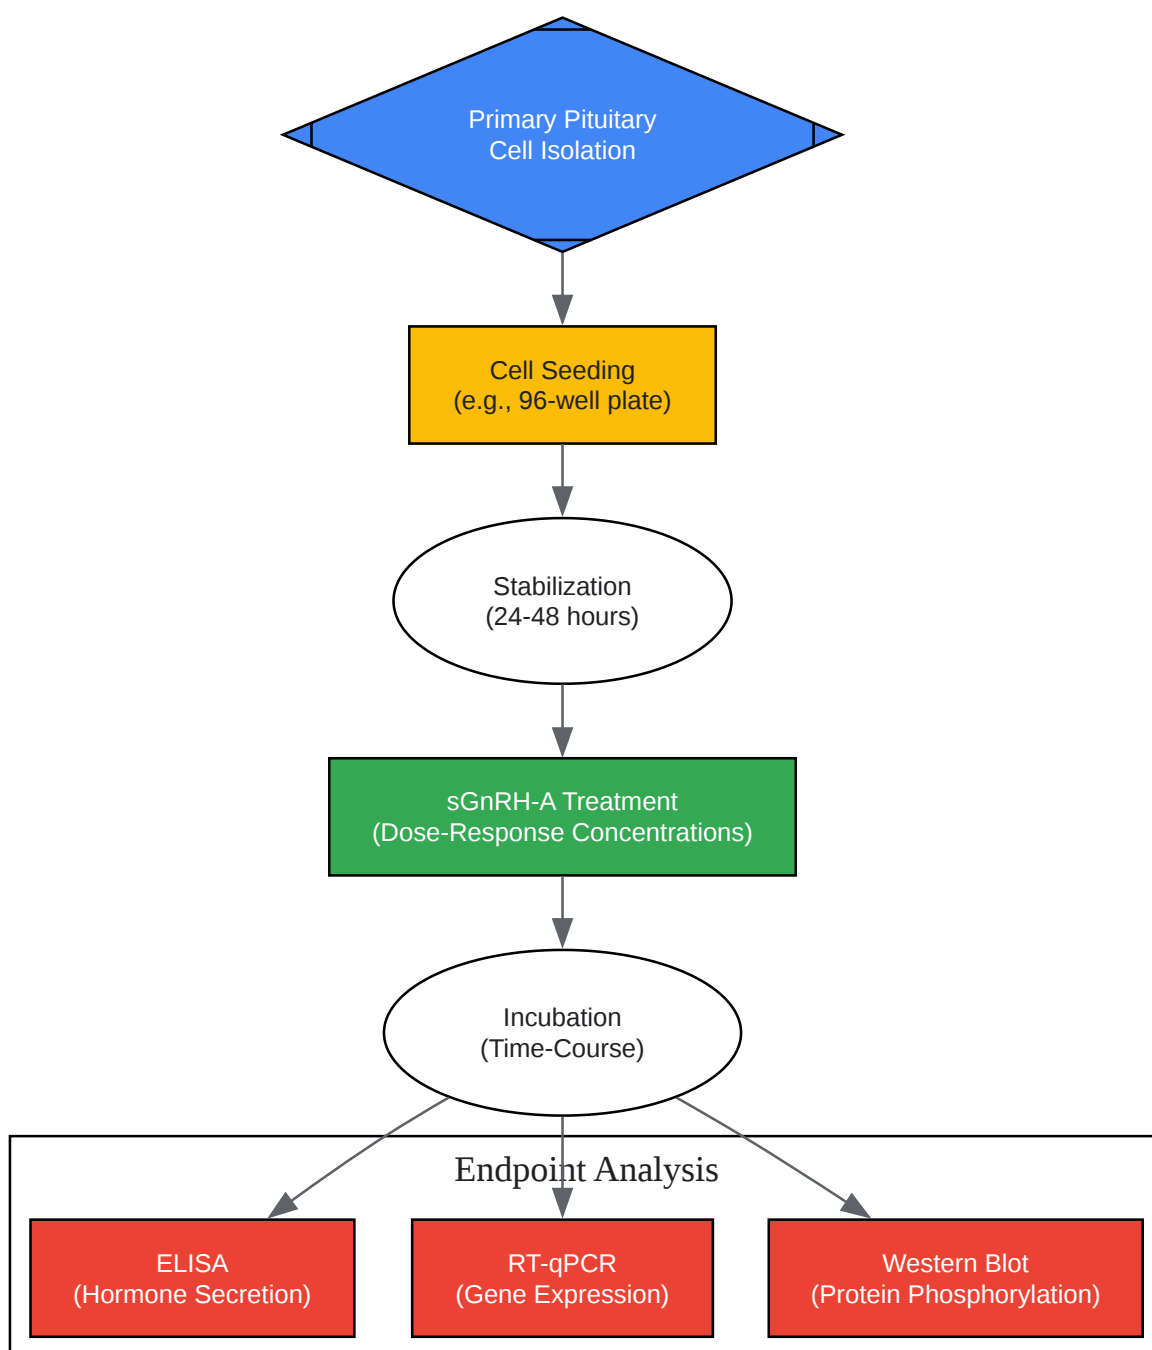 Primary Pituitary
Cell Isolation
Cell Seeding
(e.g., 96-well plate)
Stabilization
(24-48 hours)
sGnRH-A Treatment
(Dose-Response Concentrations)
Incubation
(Time-Course)
Endpoint Analysis
ELISA
(Hormone Secretion)
RT-qPCR
(Gene Expression)
Western Blot
(Protein Phosphorylation)